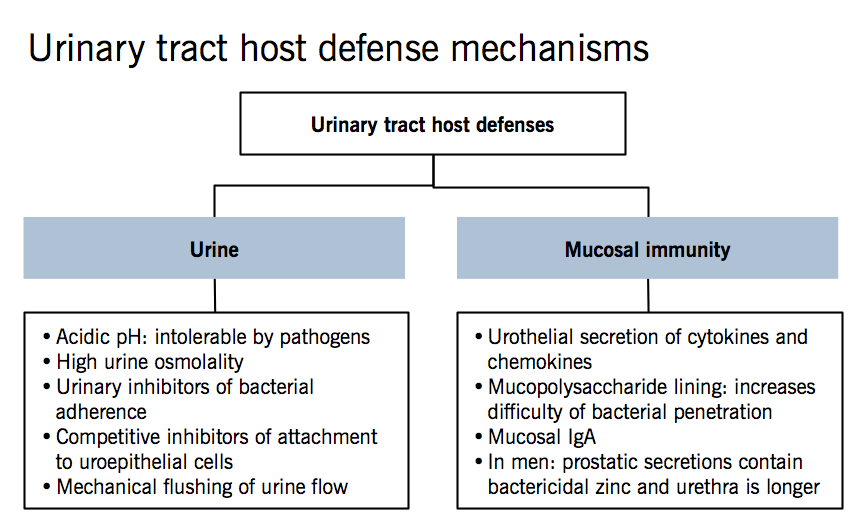 Urinary tract host defense mechanisms
Urinary tract host defenses
Urine
Mucosal immunity
• Acidic pH: intolerable by pathogens
• High urine osmolality
• Urinary inhibitors of bacterial
adherence
• Competitive inhibitors of attachment
to uroepithelial cells
• Mechanical flushing of urine flow
• Urothelial secretion of cytokines and
chemokines
• Mucopolysaccharide lining: increases
difficulty of bacterial penetration
• Mucosal IgA
• In men: prostatic secretions contain
bactericidal zinc and urethra is longer